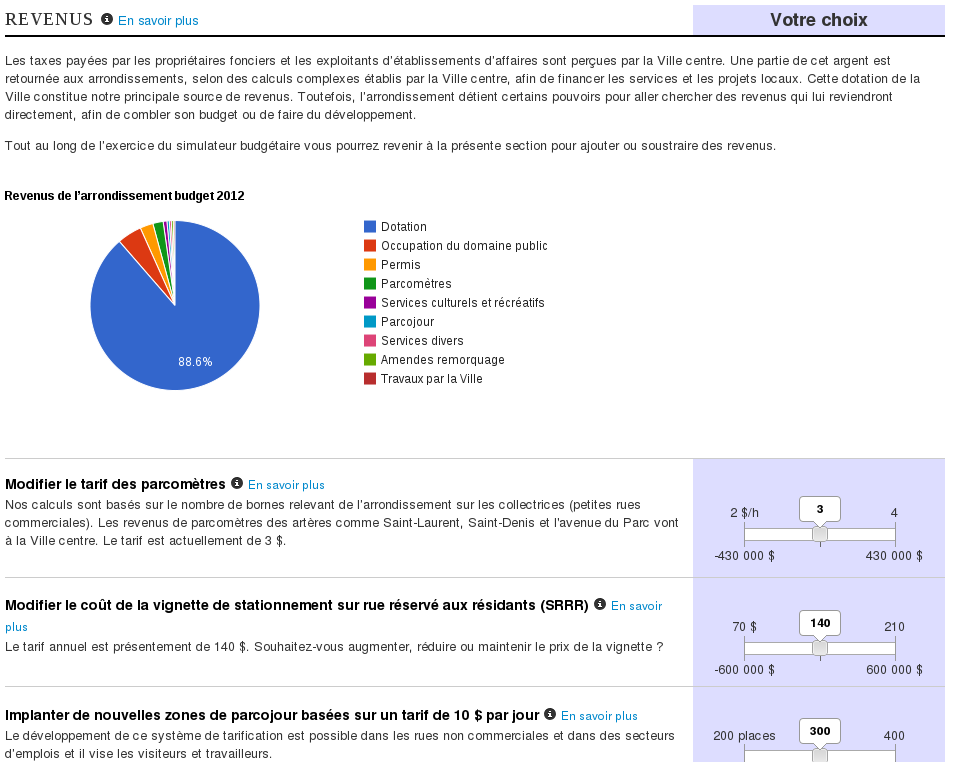 REVENUS En savoir plus
Votre choix
Les taxes payées par les propriétaires fonciers et les exploitants d'établissements d'affaires sont perçues par la Ville centre. Une partie de cet argent est
retournée aux arrondissements, selon des calculs complexes établis par la Ville centre, afin de financer les services et les projets locaux. Cette dotation de la
Ville constitue notre principale source de revenus. Toutefois, l'arrondissement détient certains pouvoirs pour aller chercher des revenus qui lui reviendront
directement, afin de combler son budget ou de faire du développement.
Tout au long de l'exercice du simulateur budgétaire vous pourrez revenir à la présente section pour ajouter ou soustraire des revenus.
Revenus de l'arrondissement budget 2012
88.6%
Dotation
Occupation du domaine public
Permis
Parcomètres
Services culturels et récréatifs
Parcojour
Services divers
Amendes remorquage
Travaux par la Ville
Modifier le tarif des parcomètres En savoir plus
Nos calculs sont basés sur le nombre de bornes relevant de l'arrondissement sur les collectrices (petites rues
commerciales). Les revenus de parcomètres des artères comme Saint-Laurent, Saint-Denis et l'avenue du Parc vont
à la Ville centre. Le tarif est actuellement de 3 $.
2 $/h 3 4
-430 000 $ 430 000 $
Modifier le coût de la vignette de stationnement sur rue réservé aux résidants (SRRR) En savoir
plus
Le tarif annuel est présentement de 140 $. Souhaitez-vous augmenter, réduire ou maintenir le prix de la vignette ?
70 $ 140 210
-600 000 $ 600 000 $
Implanter de nouvelles zones de parcojour basées sur un tarif de 10 $ par jour En savoir plus
Le développement de ce système de tarification est possible dans les rues non commerciales et dans des secteurs
d'emplois et il vise les visiteurs et travailleurs.
200 places 300 400